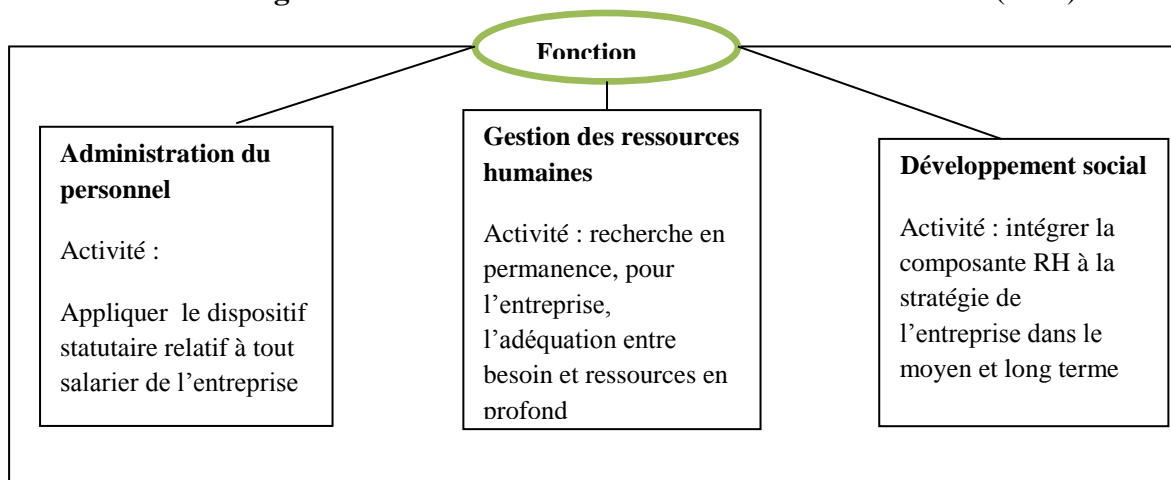 Fonction
Administration du
personnel
Activité :
Appliquer le dispositif
statutaire relatif à tout
salarier de l’entreprise
Gestion des ressources
humaines
Activité : recherche en
permanence, pour
l’entreprise,
l’adéquation entre
besoin et ressources en
profond
Développement social
Activité : intégrer la
composante RH à la
stratégie de
l’entreprise dans le
moyen et long terme